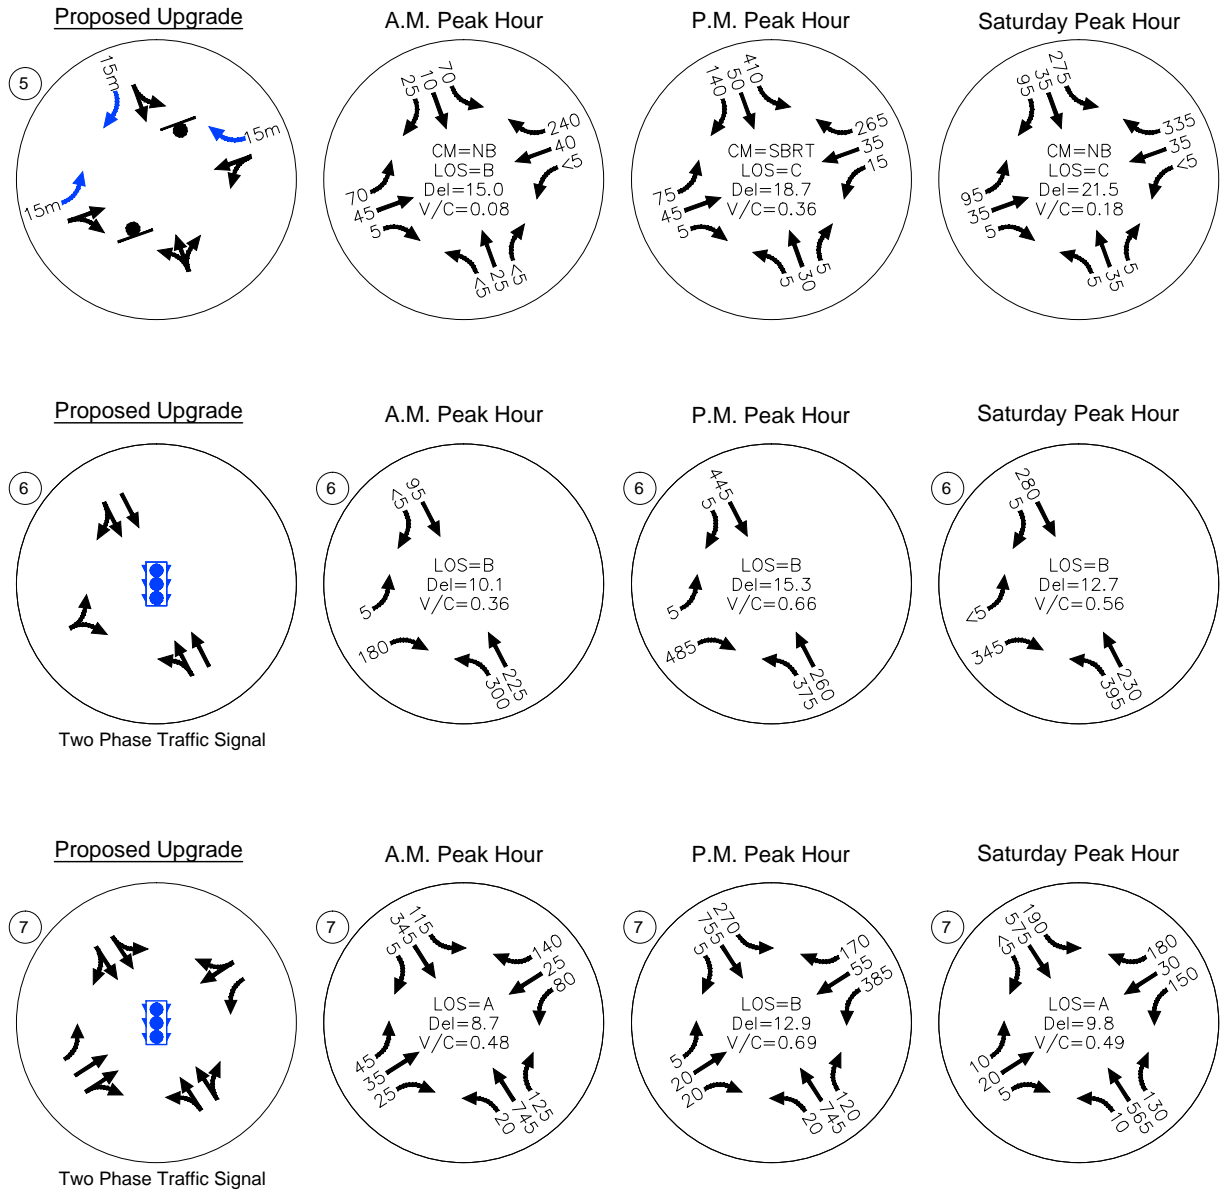 Proposed Upgrade
A.M. Peak Hour
P.M. Peak Hour
Saturday Peak Hour
5
15m
15m
15m
25
10
70
240
40
<5
CM=NB
LOS=B
Del=15.0
V/C=0.08
70
45
5
<5
25
<5
140
50
410
265
35
15
CM=SBRT
LOS=C
Del=18.7
V/C=0.36
75
45
5
5
30
5
95
35
275
335
35
<5
CM=NB
LOS=C
Del=21.5
V/C=0.18
95
35
5
5
35
5
Proposed Upgrade
A.M. Peak Hour
P.M. Peak Hour
Saturday Peak Hour
6
Two Phase Traffic Signal
6
<5
95
LOS=B
Del=10.1
V/C=0.36
5
180
300
225
6
5
445
LOS=B
Del=15.3
V/C=0.66
5
485
375
260
6
5
280
LOS=B
Del=12.7
V/C=0.56
<5
345
395
230
Proposed Upgrade
A.M. Peak Hour
P.M. Peak Hour
Saturday Peak Hour
7
Two Phase Traffic Signal
7
5
345
115
140
25
80
LOS=A
Del=8.7
V/C=0.48
45
35
25
20
745
125
7
5
755
270
170
55
385
LOS=B
Del=12.9
V/C=0.69
5
20
20
20
745
120
7
<5
575
190
180
30
150
LOS=A
Del=9.8
V/C=0.49
10
20
5
10
565
130